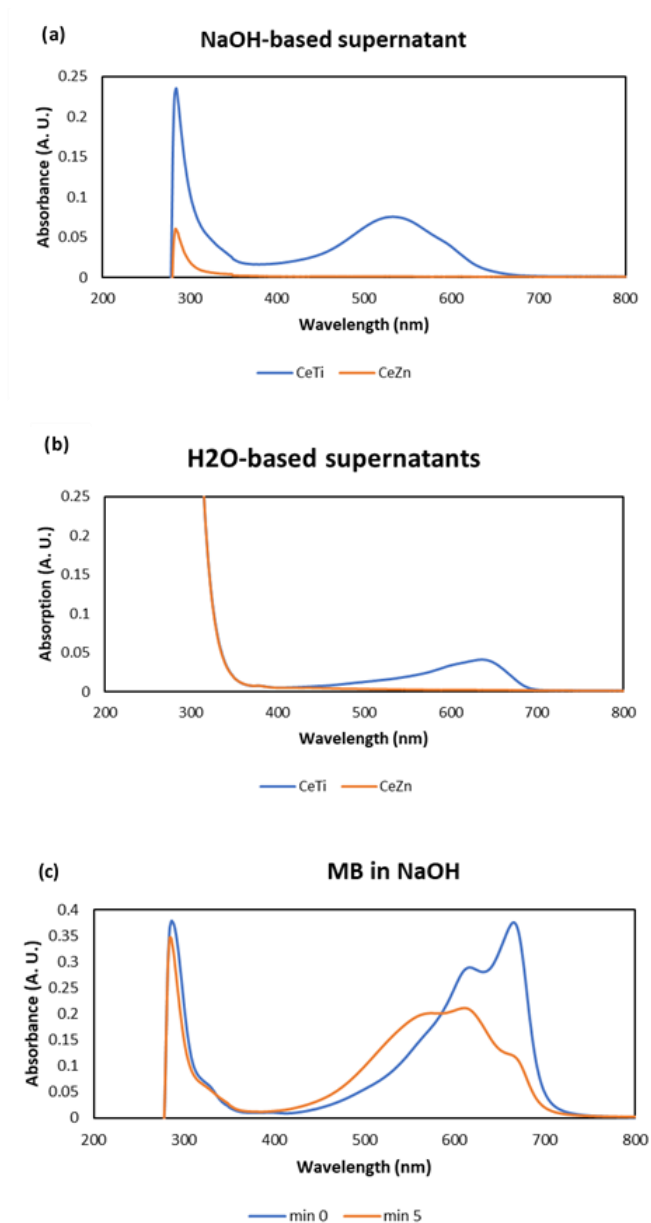 (a)
NaOH-based supernatant
Absorbance (A. U.)
0.25
0.2
0.15
0.1
0.05
0
200 300 400 500 600 700 800
Wavelength (nm)
CeTi CeZn
(b)
H2O-based supernatants
Absorption (A. U.)
0.25
0.2
0.15
0.1
0.05
0
200 300 400 500 600 700 800
Wavelength (nm)
CeTi CeZn
(c)
MB in NaOH
Absorbance (A. U.)
0.4
0.35
0.3
0.25
0.2
0.15
0.1
0.05
0
200 300 400 500 600 700 800
Wavelength (nm)
min 0 min 5